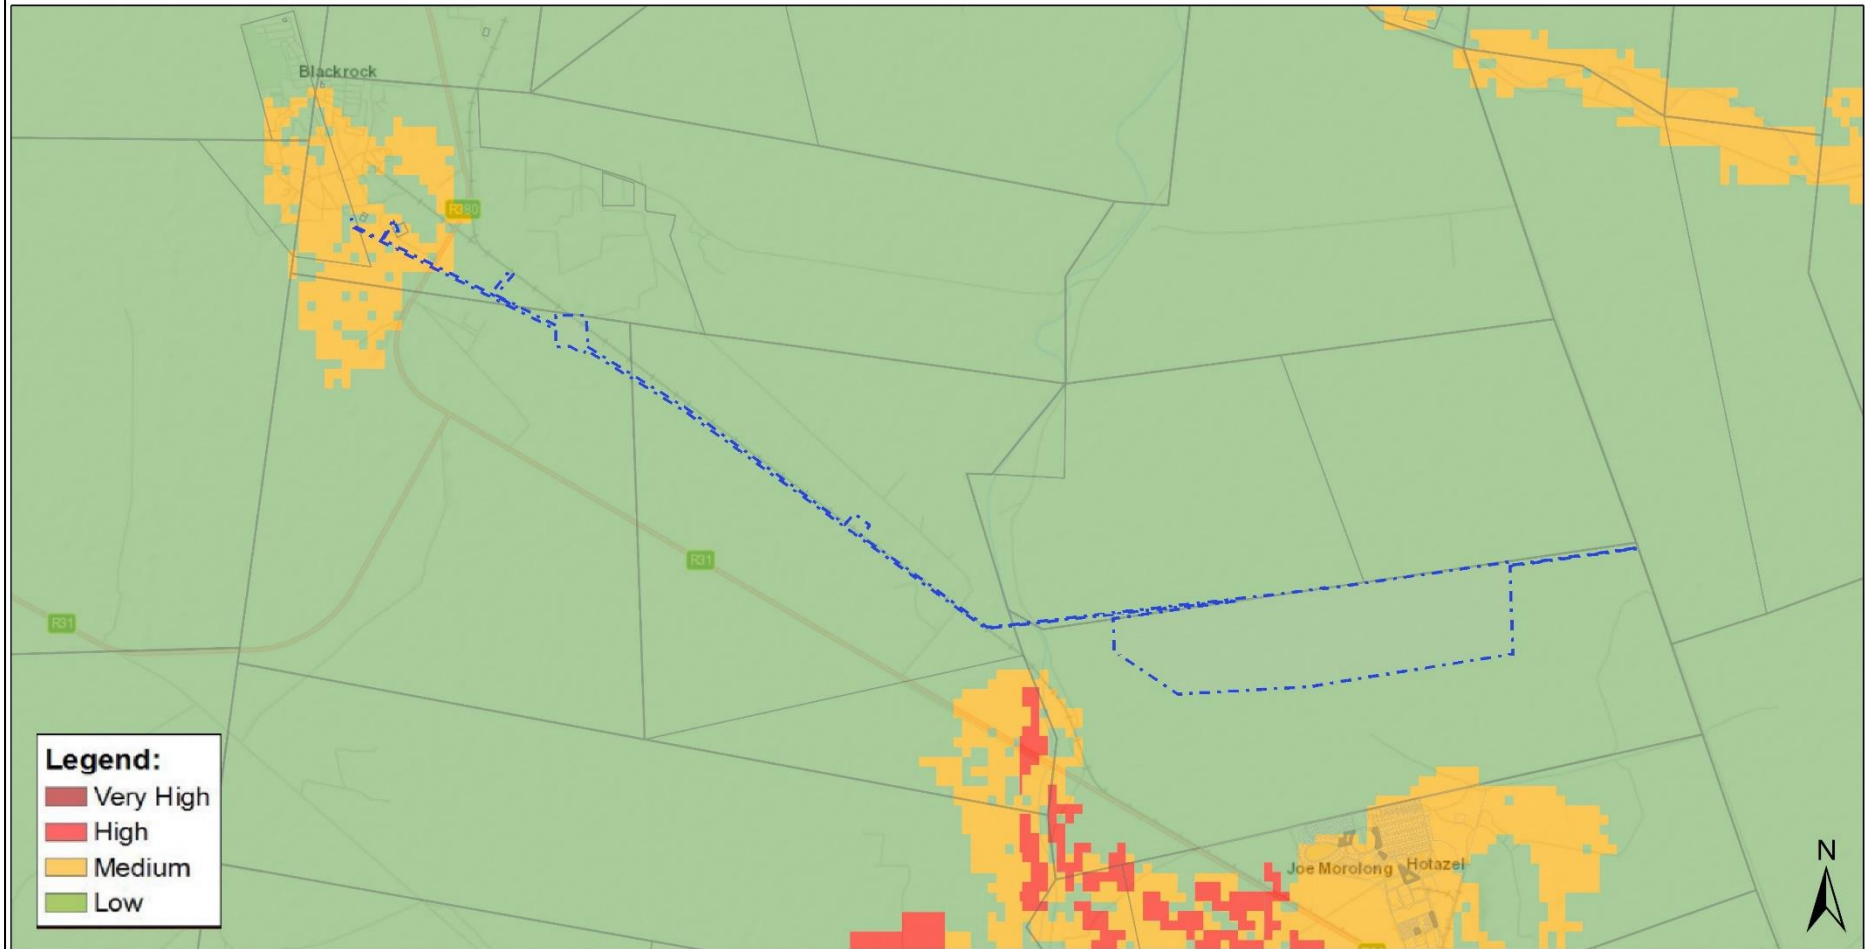 Blackrock
R380
R31
R31
Joe Morolong
Hotazel
Legend:
Very High
High
Medium
Low
N